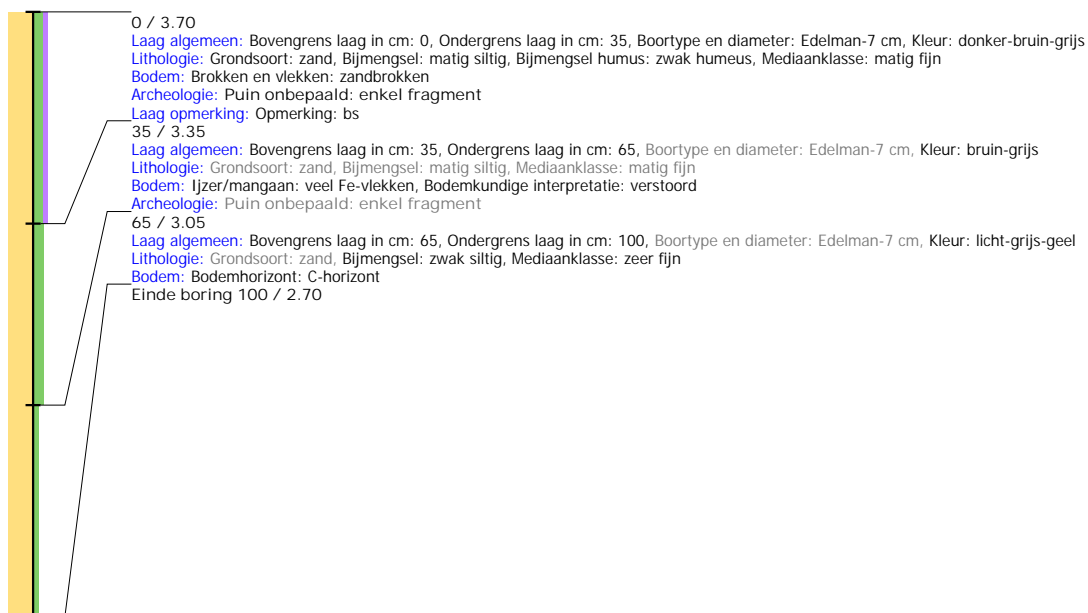 0 / 3.70
Laag algemeen: Bovengrens laag in cm: 0, Ondergrens laag in cm: 35, Boortype en diameter: Edelman-7 cm, Kleur: donker-bruin-grijs
Lithologie: Grondsoort: zand, Bijmengsel: matig siltig, Bijmengsel humus: zwak humeus, Mediaanklasse: matig fijn
Bodem: Brokken en vlekken: zandbrokken
Archeologie: Puin onbepaald: enkel fragment
Laag opmerking: Opmerking: bs
35 / 3.35
Laag algemeen: Bovengrens laag in cm: 35, Ondergrens laag in cm: 65, Boortype en diameter: Edelman-7 cm, Kleur: bruin-grijs
Lithologie: Grondsoort: zand, Bijmengsel: matig siltig, Mediaanklasse: matig fijn
Bodem: Ijzer/mangaan: veel Fe-vlekken, Bodemkundige interpretatie: verstoord
Archeologie: Puin onbepaald: enkel fragment
65 / 3.05
Laag algemeen: Bovengrens laag in cm: 65, Ondergrens laag in cm: 100, Boortype en diameter: Edelman-7 cm, Kleur: licht-grijs-geel
Lithologie: Grondsoort: zand, Bijmengsel: zwak siltig, Mediaanklasse: zeer fijn
Bodem: Bodemhorizont: C-horizont
Einde boring 100 / 2.70